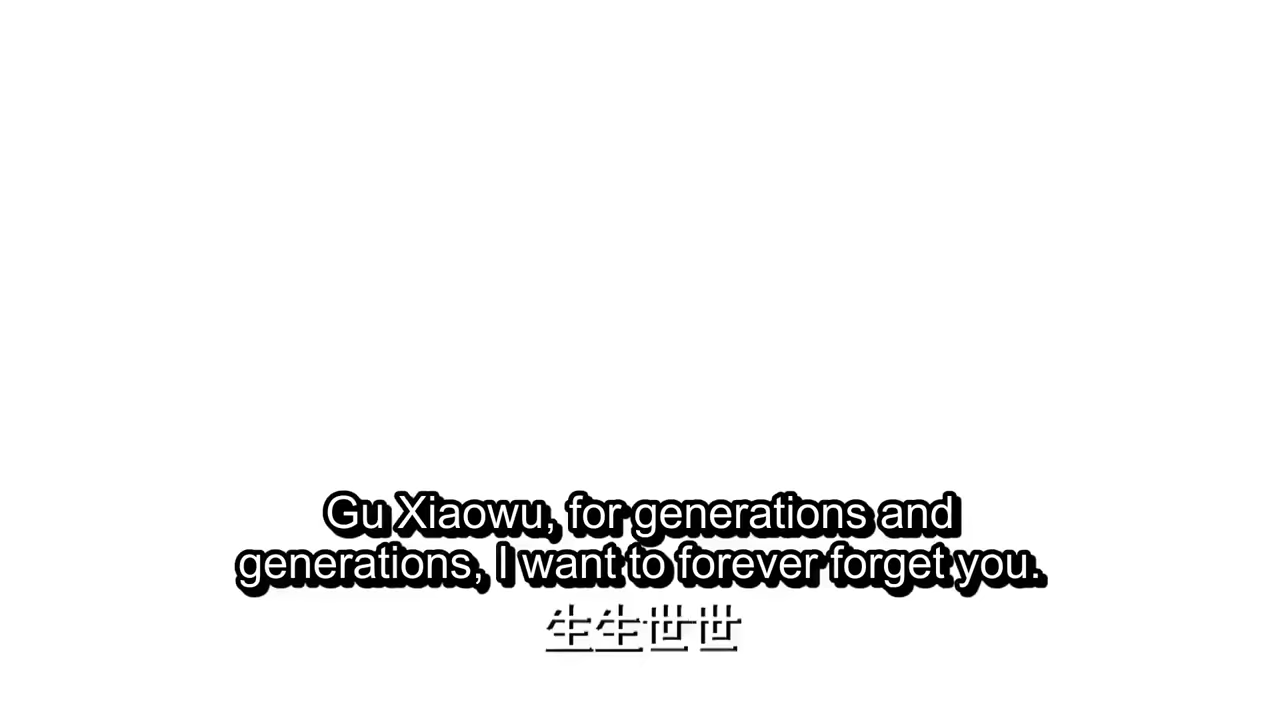 Gu Xiaowu, for generations and
generations, I want to forever forget you.
生生世世